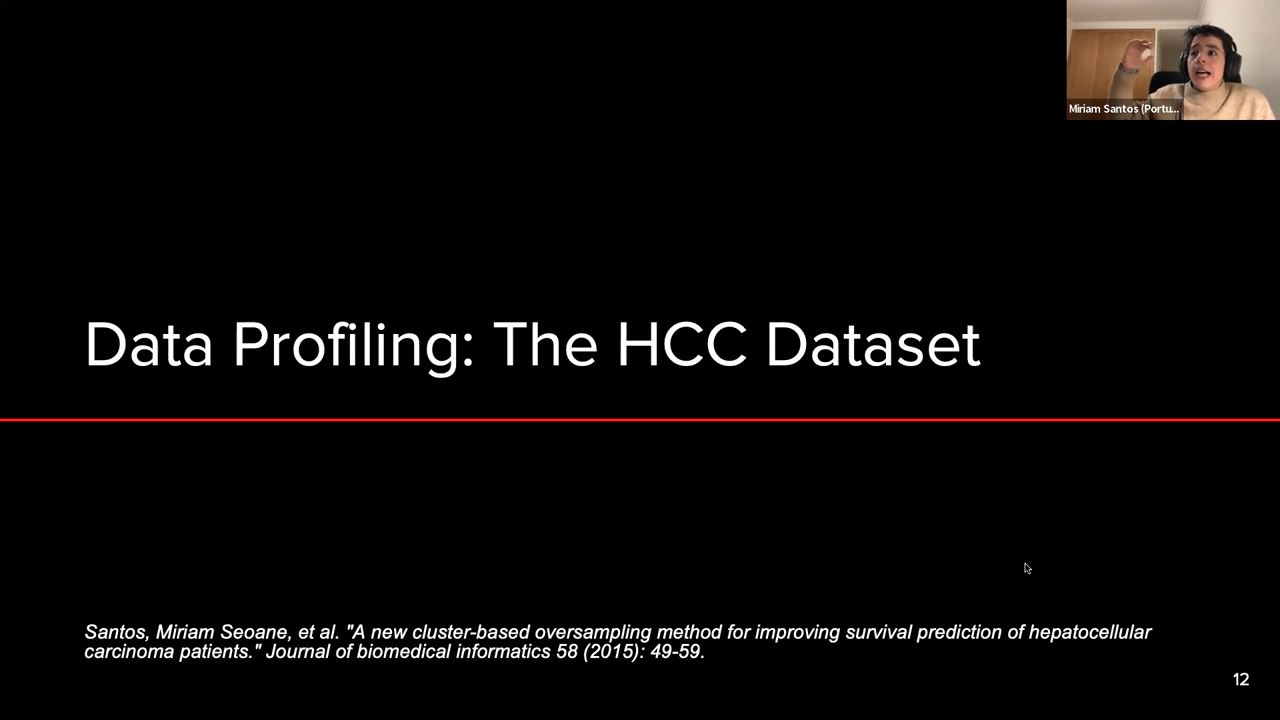 Miriam Santos (Portu...
Data Profiling: The HCC Dataset
Santos, Miriam Seoane, et al. "A new cluster-based oversampling method for improving survival prediction of hepatocellular
carcinoma patients." Journal of biomedical informatics 58 (2015): 49-59.
12